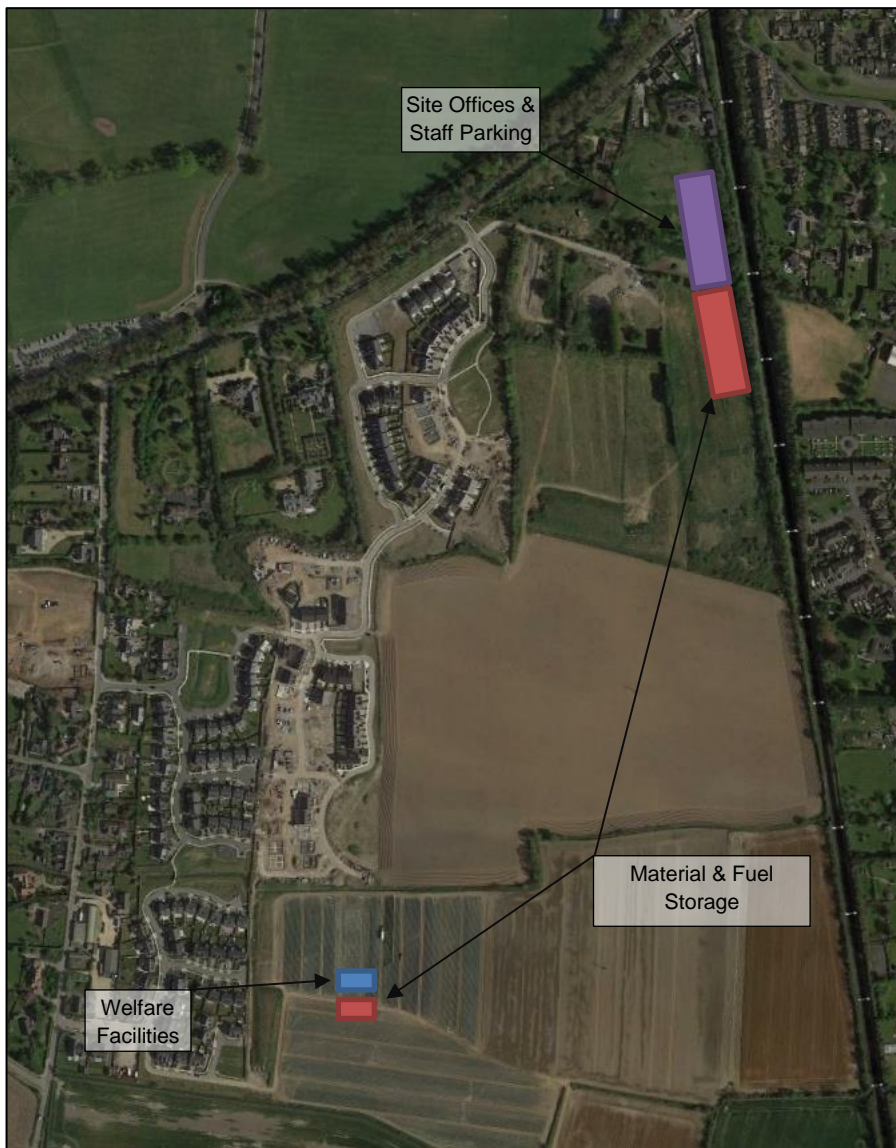 Site Offices &
Staff Parking
Material & Fuel
Storage
Welfare
Facilities